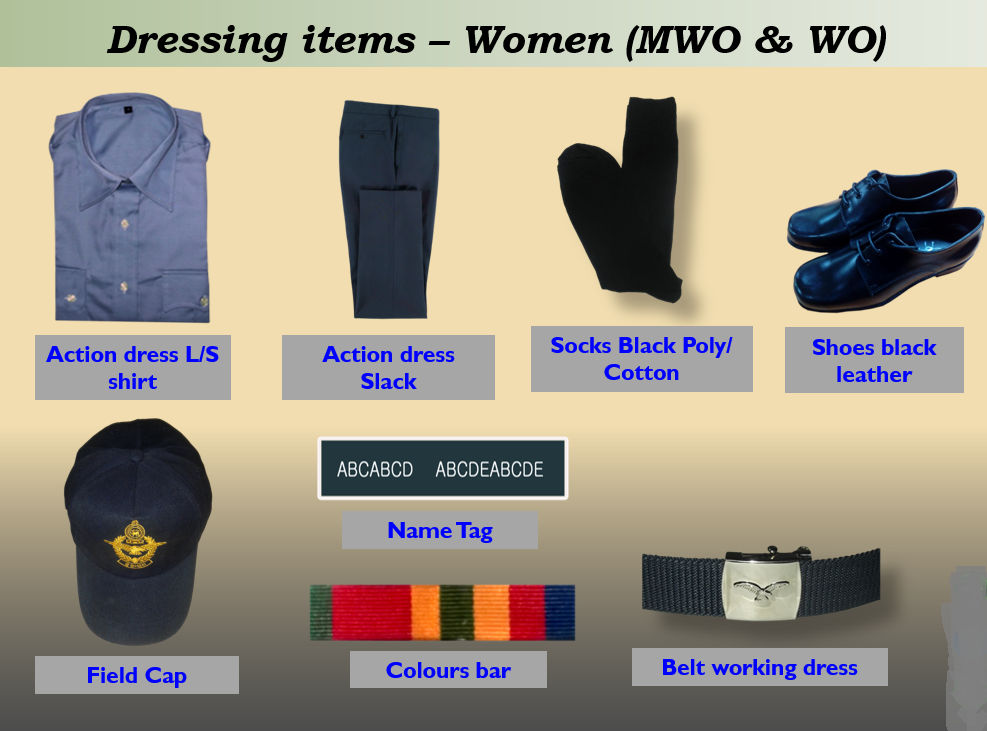 Dressing items – Women (MWO & WO)
Action dress L/S
shirt
Action dress
Slack
Socks Black Poly/
Cotton
Shoes black
leather
ABCABCD ABCDEABCDE
Name Tag
Field Cap
Colours bar
Belt working dress